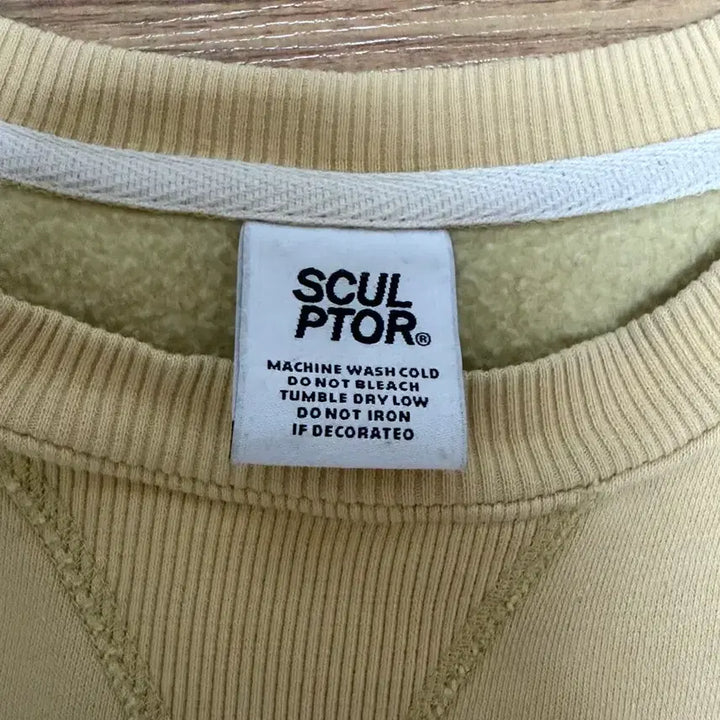 SCUL
PTOR®
MACHINE WASH COLD
DO NOT BLEACH
TUMBLE DRY LOW
DO NOT IRON
IF DECORATEO